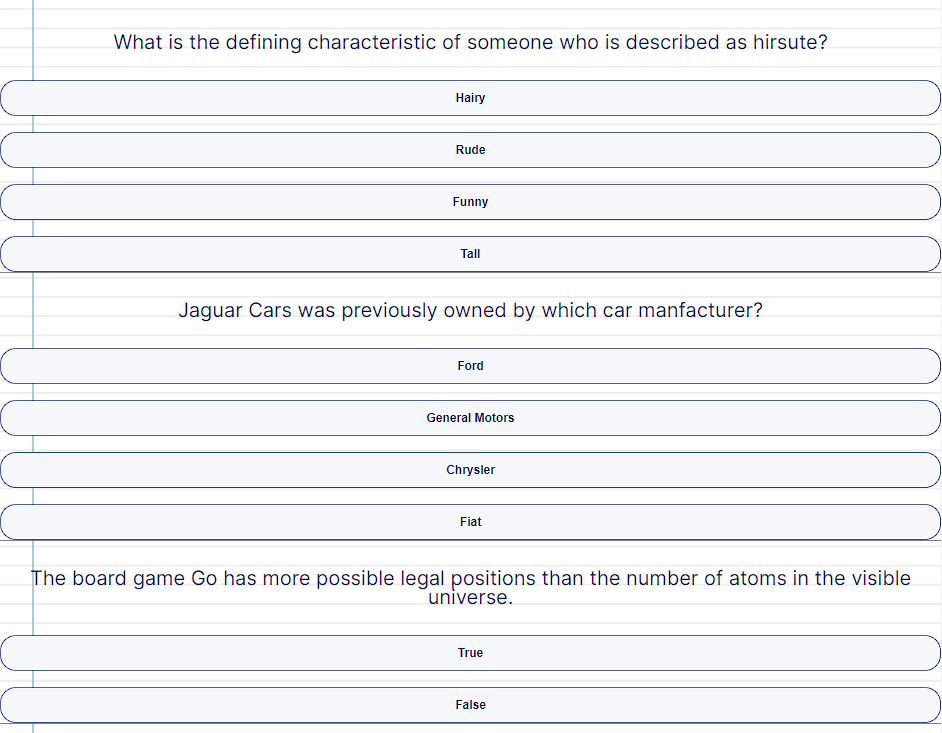 What is the defining characteristic of someone who is described as hirsute?
Hairy
Rude
Funny
Tall
Jaguar Cars was previously owned by which car manfacturer?
Ford
General Motors
Chrysler
Fiat
The board game Go has more possible legal positions than the number of atoms in the visible
universe.
True
False